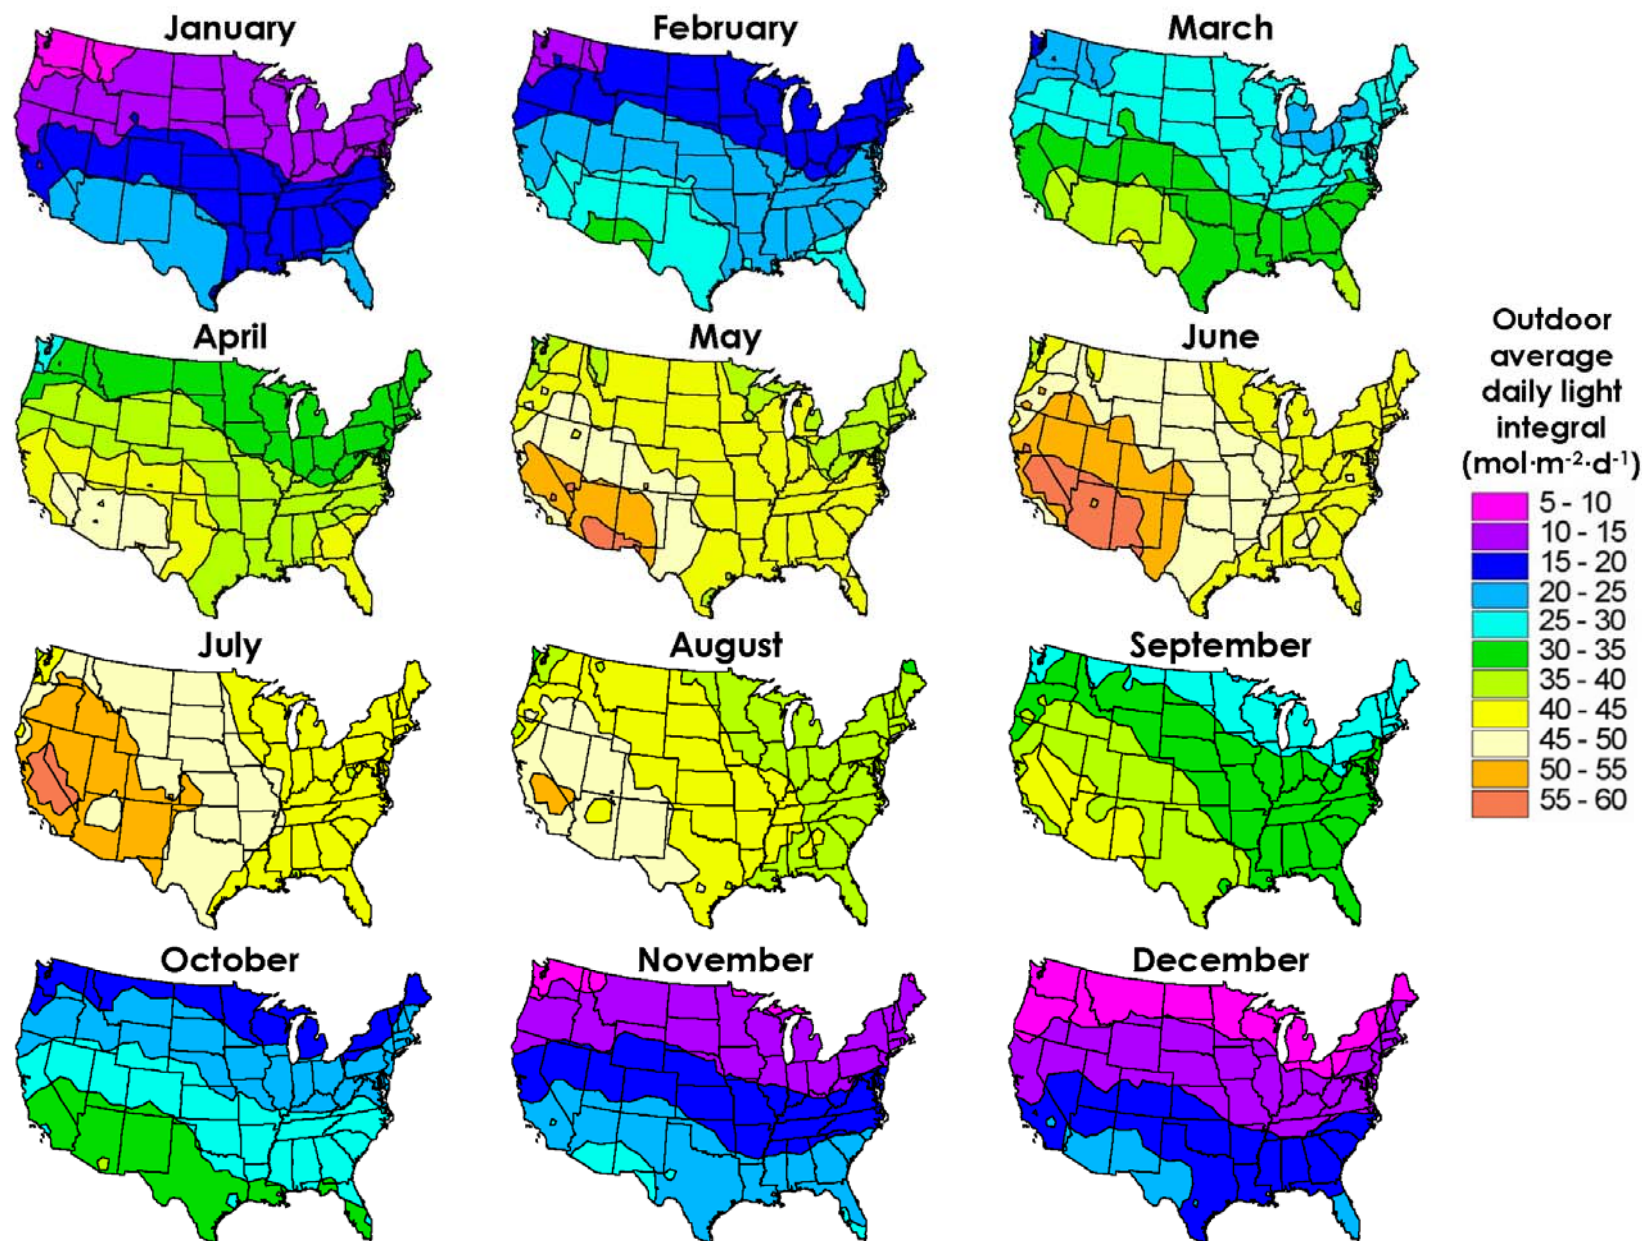 January
February
March
April
May
June
July
August
September
October
November
December
Outdoor
average
daily light
integral
(mol·m⁻²·d⁻¹)
5 - 10
10 - 15
15 - 20
20 - 25
25 - 30
30 - 35
35 - 40
40 - 45
45 - 50
50 - 55
55 - 60